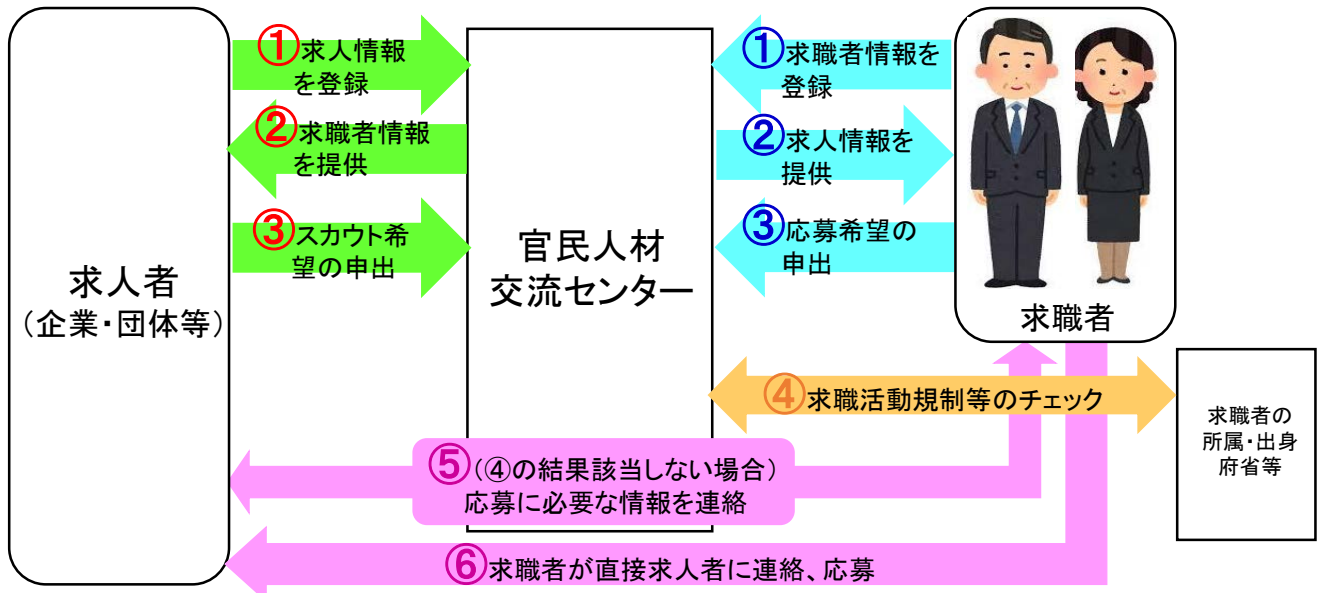 求人者
（企業・団体等）
①求人情報
を登録
②求職者情報
を提供
③スカウト希
望の申出
官民人材
交流センター
①求職者情報を
登録
②求人情報を
提供
③応募希望の
申出
求職者
④求職活動規制等のチェック
求職者の
所属・出身
府省等
⑤（④の結果該当しない場合）
応募に必要な情報を連絡
⑥求職者が直接求人者に連絡、応募